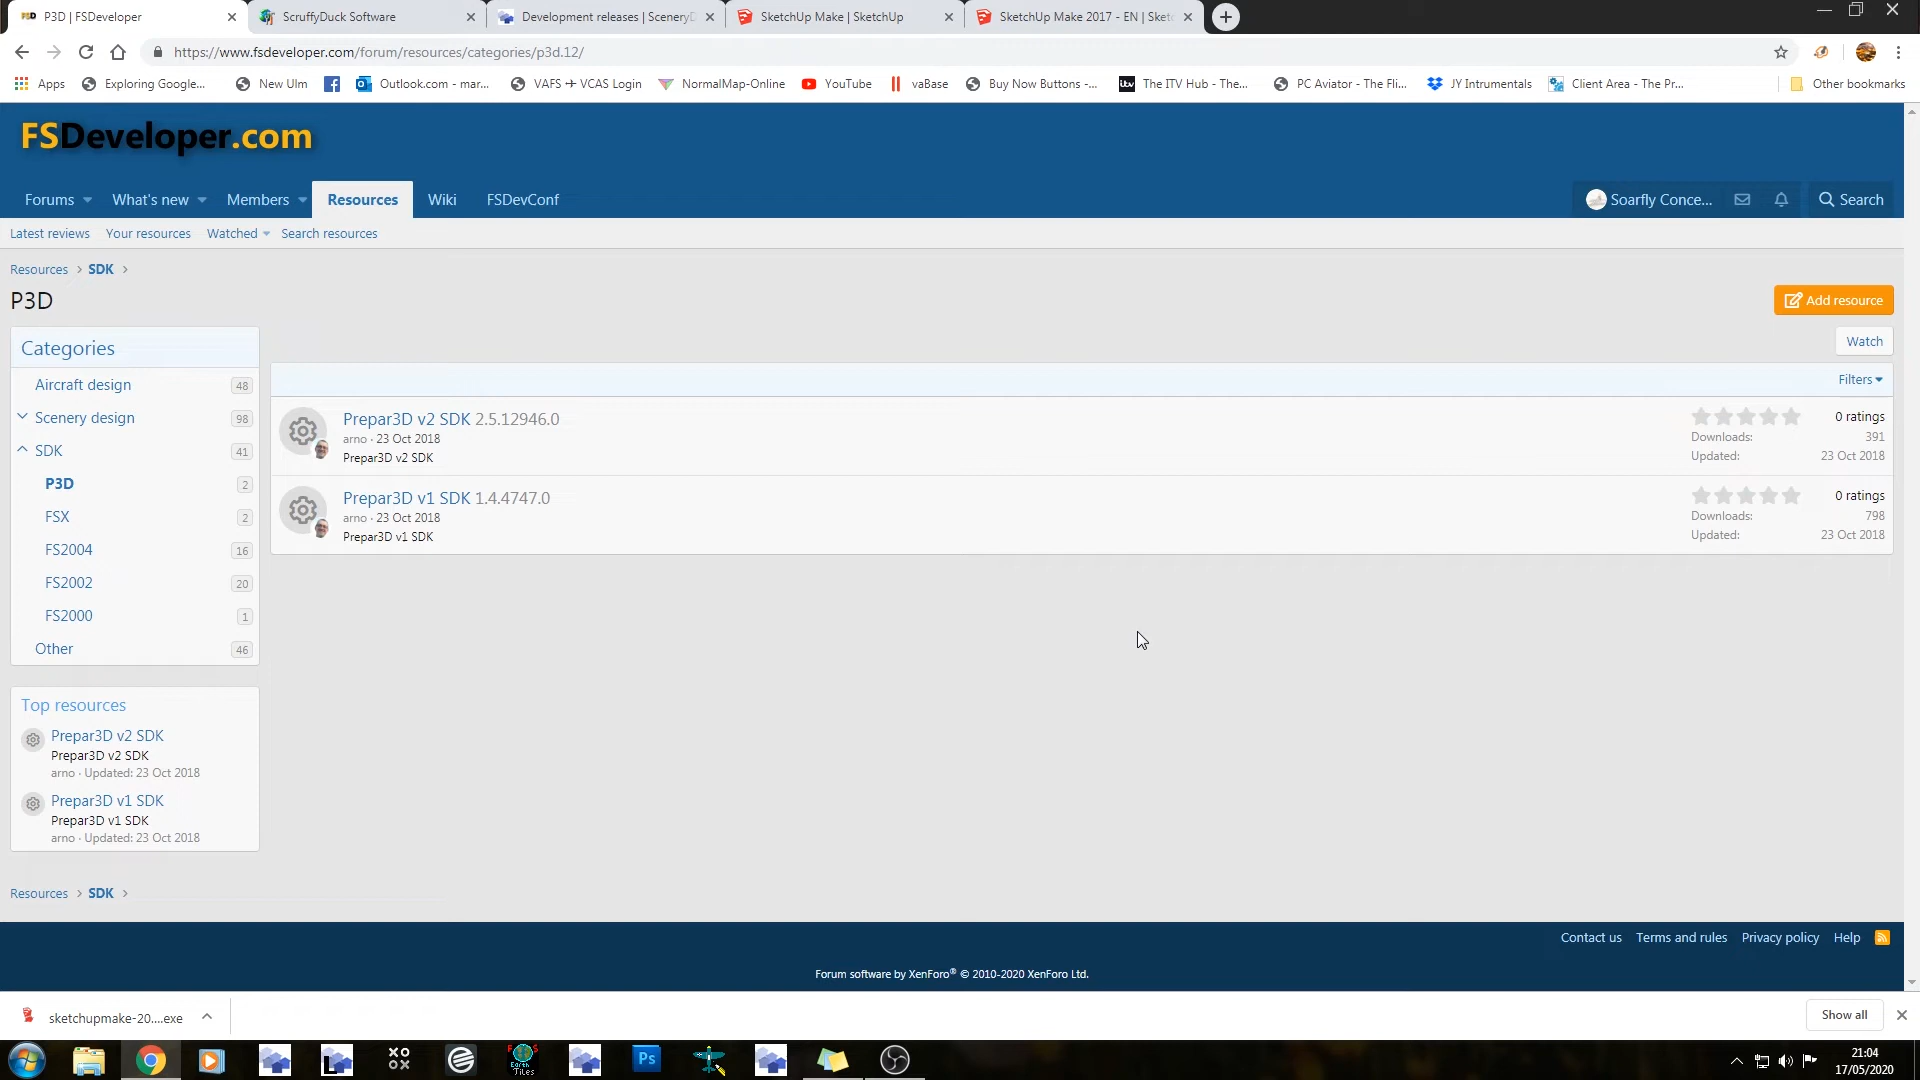 P3D | FSDeveloper
ScruffyDuck Software
Development releases | SceneryD
SketchUp Make | SketchUp
SketchUp Make 2017 - EN | Sketc
https://www.fsdeveloper.com/forum/resources/categories/p3d.12/
Apps
Exploring Google...
New Ulm
Outlook.com - mar...
VAFS ✈ VCAS Login
NormalMap-Online
YouTube
vaBase
Buy Now Buttons -...
itv
The ITV Hub - The...
PC Aviator - The Fli...
JY Intrumentals
Client Area - The Pr...
Other bookmarks
FSDeveloper.com
Forums
What's new
Members
Resources
Wiki
FSDevConf
Soarfly Conce...
Search
Latest reviews
Your resources
Watched
Search resources
Resources > SDK >
P3D
Add resource
Watch
Categories
Aircraft design 48
Scenery design 98
SDK 41
P3D 2
FSX 2
FS2004 16
FS2002 20
FS2000 1
Other 46
Filters
Prepar3D v2 SDK 2.5.12946.0
arno · 23 Oct 2018
Prepar3D v2 SDK
0 ratings
Downloads: 391
Updated: 23 Oct 2018
Prepar3D v1 SDK 1.4.4747.0
arno · 23 Oct 2018
Prepar3D v1 SDK
0 ratings
Downloads: 798
Updated: 23 Oct 2018
Top resources
Prepar3D v2 SDK
Prepar3D v2 SDK
arno · Updated: 23 Oct 2018
Prepar3D v1 SDK
Prepar3D v1 SDK
arno · Updated: 23 Oct 2018
Resources > SDK >
Contact us
Terms and rules
Privacy policy
Help
Forum software by XenForo® © 2010-2020 XenForo Ltd.
sketchupmake-20....exe
Show all
Ps
21:04
17/05/2020